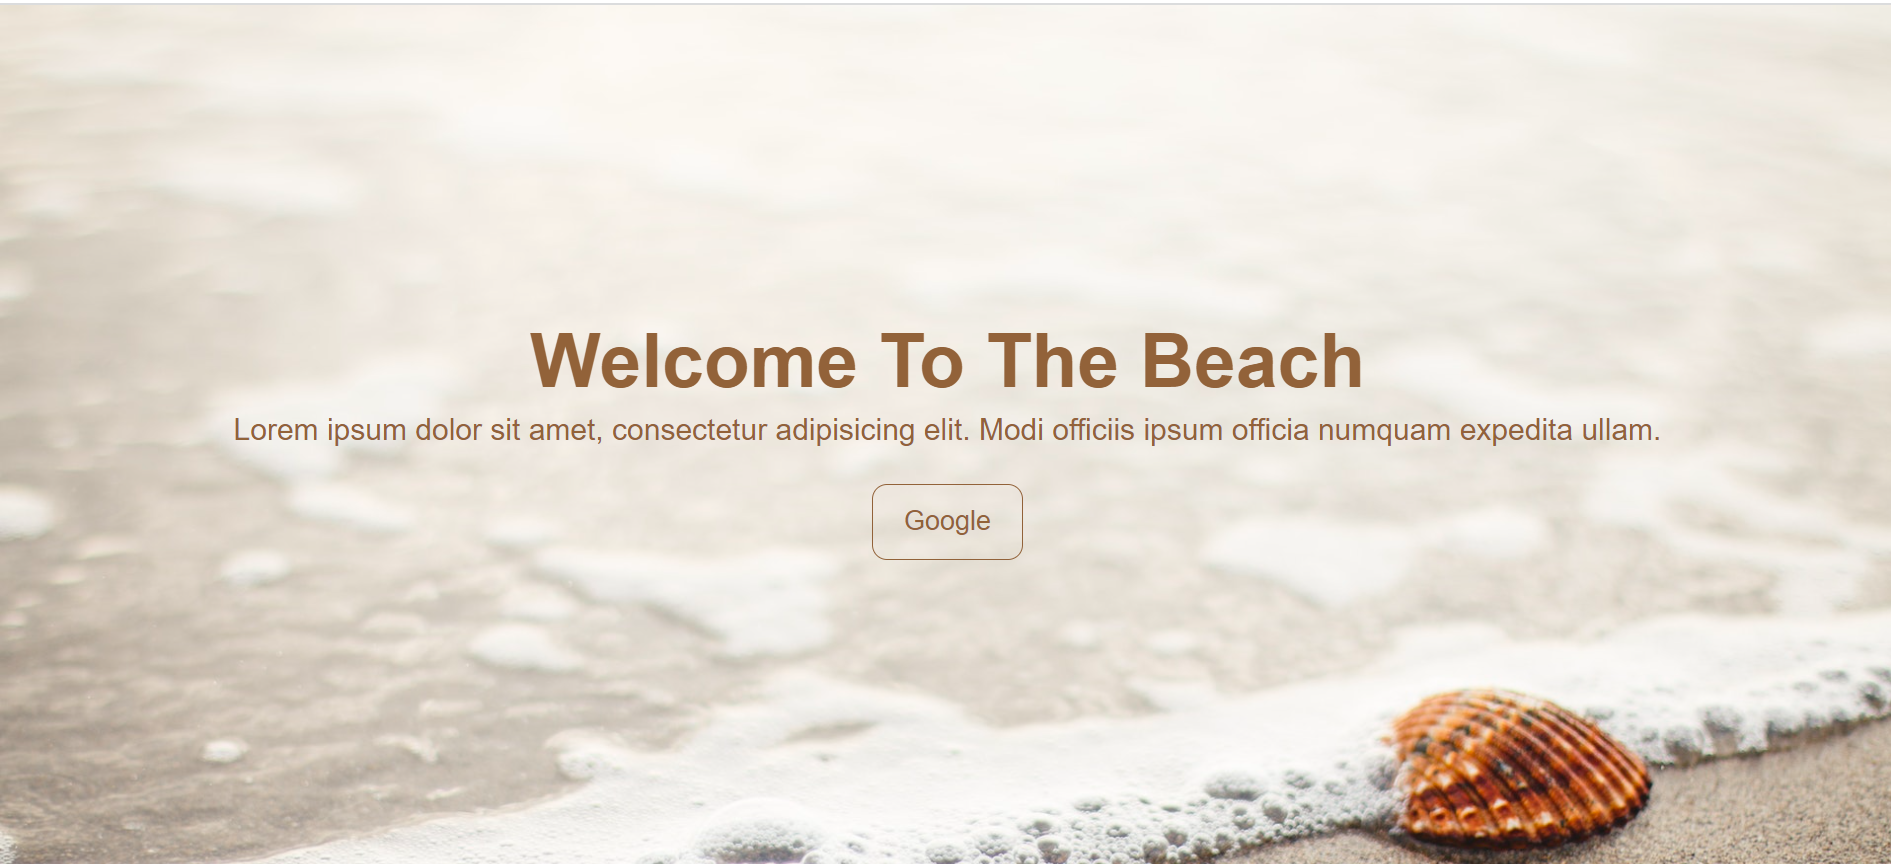 Welcome To The Beach
Lorem ipsum dolor sit amet, consectetur adipisicing elit. Modi officiis ipsum officia numquam expedita ullam.
Google